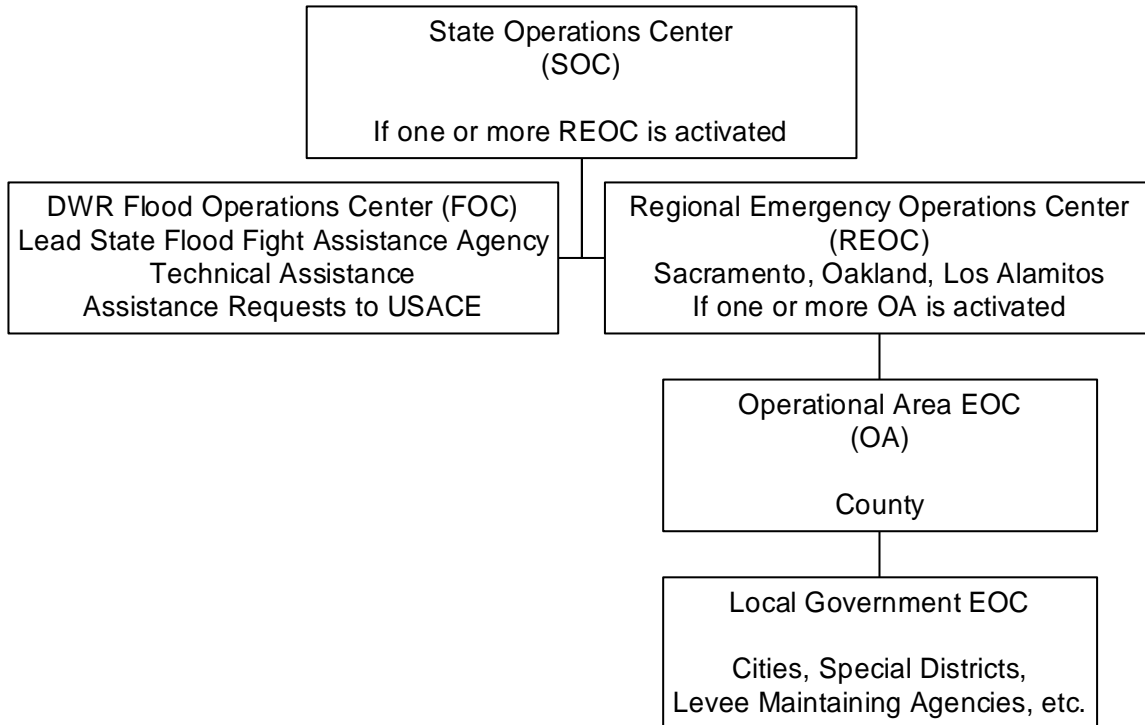 State Operations Center
(SOC)
If one or more REOC is activated
DWR Flood Operations Center (FOC)
Lead State Flood Fight Assistance Agency
Technical Assistance
Assistance Requests to USACE
Regional Emergency Operations Center
(REOC)
Sacramento, Oakland, Los Alamitos
If one or more OA is activated
Operational Area EOC
(OA)
County
Local Government EOC
Cities, Special Districts,
Levee Maintaining Agencies, etc.